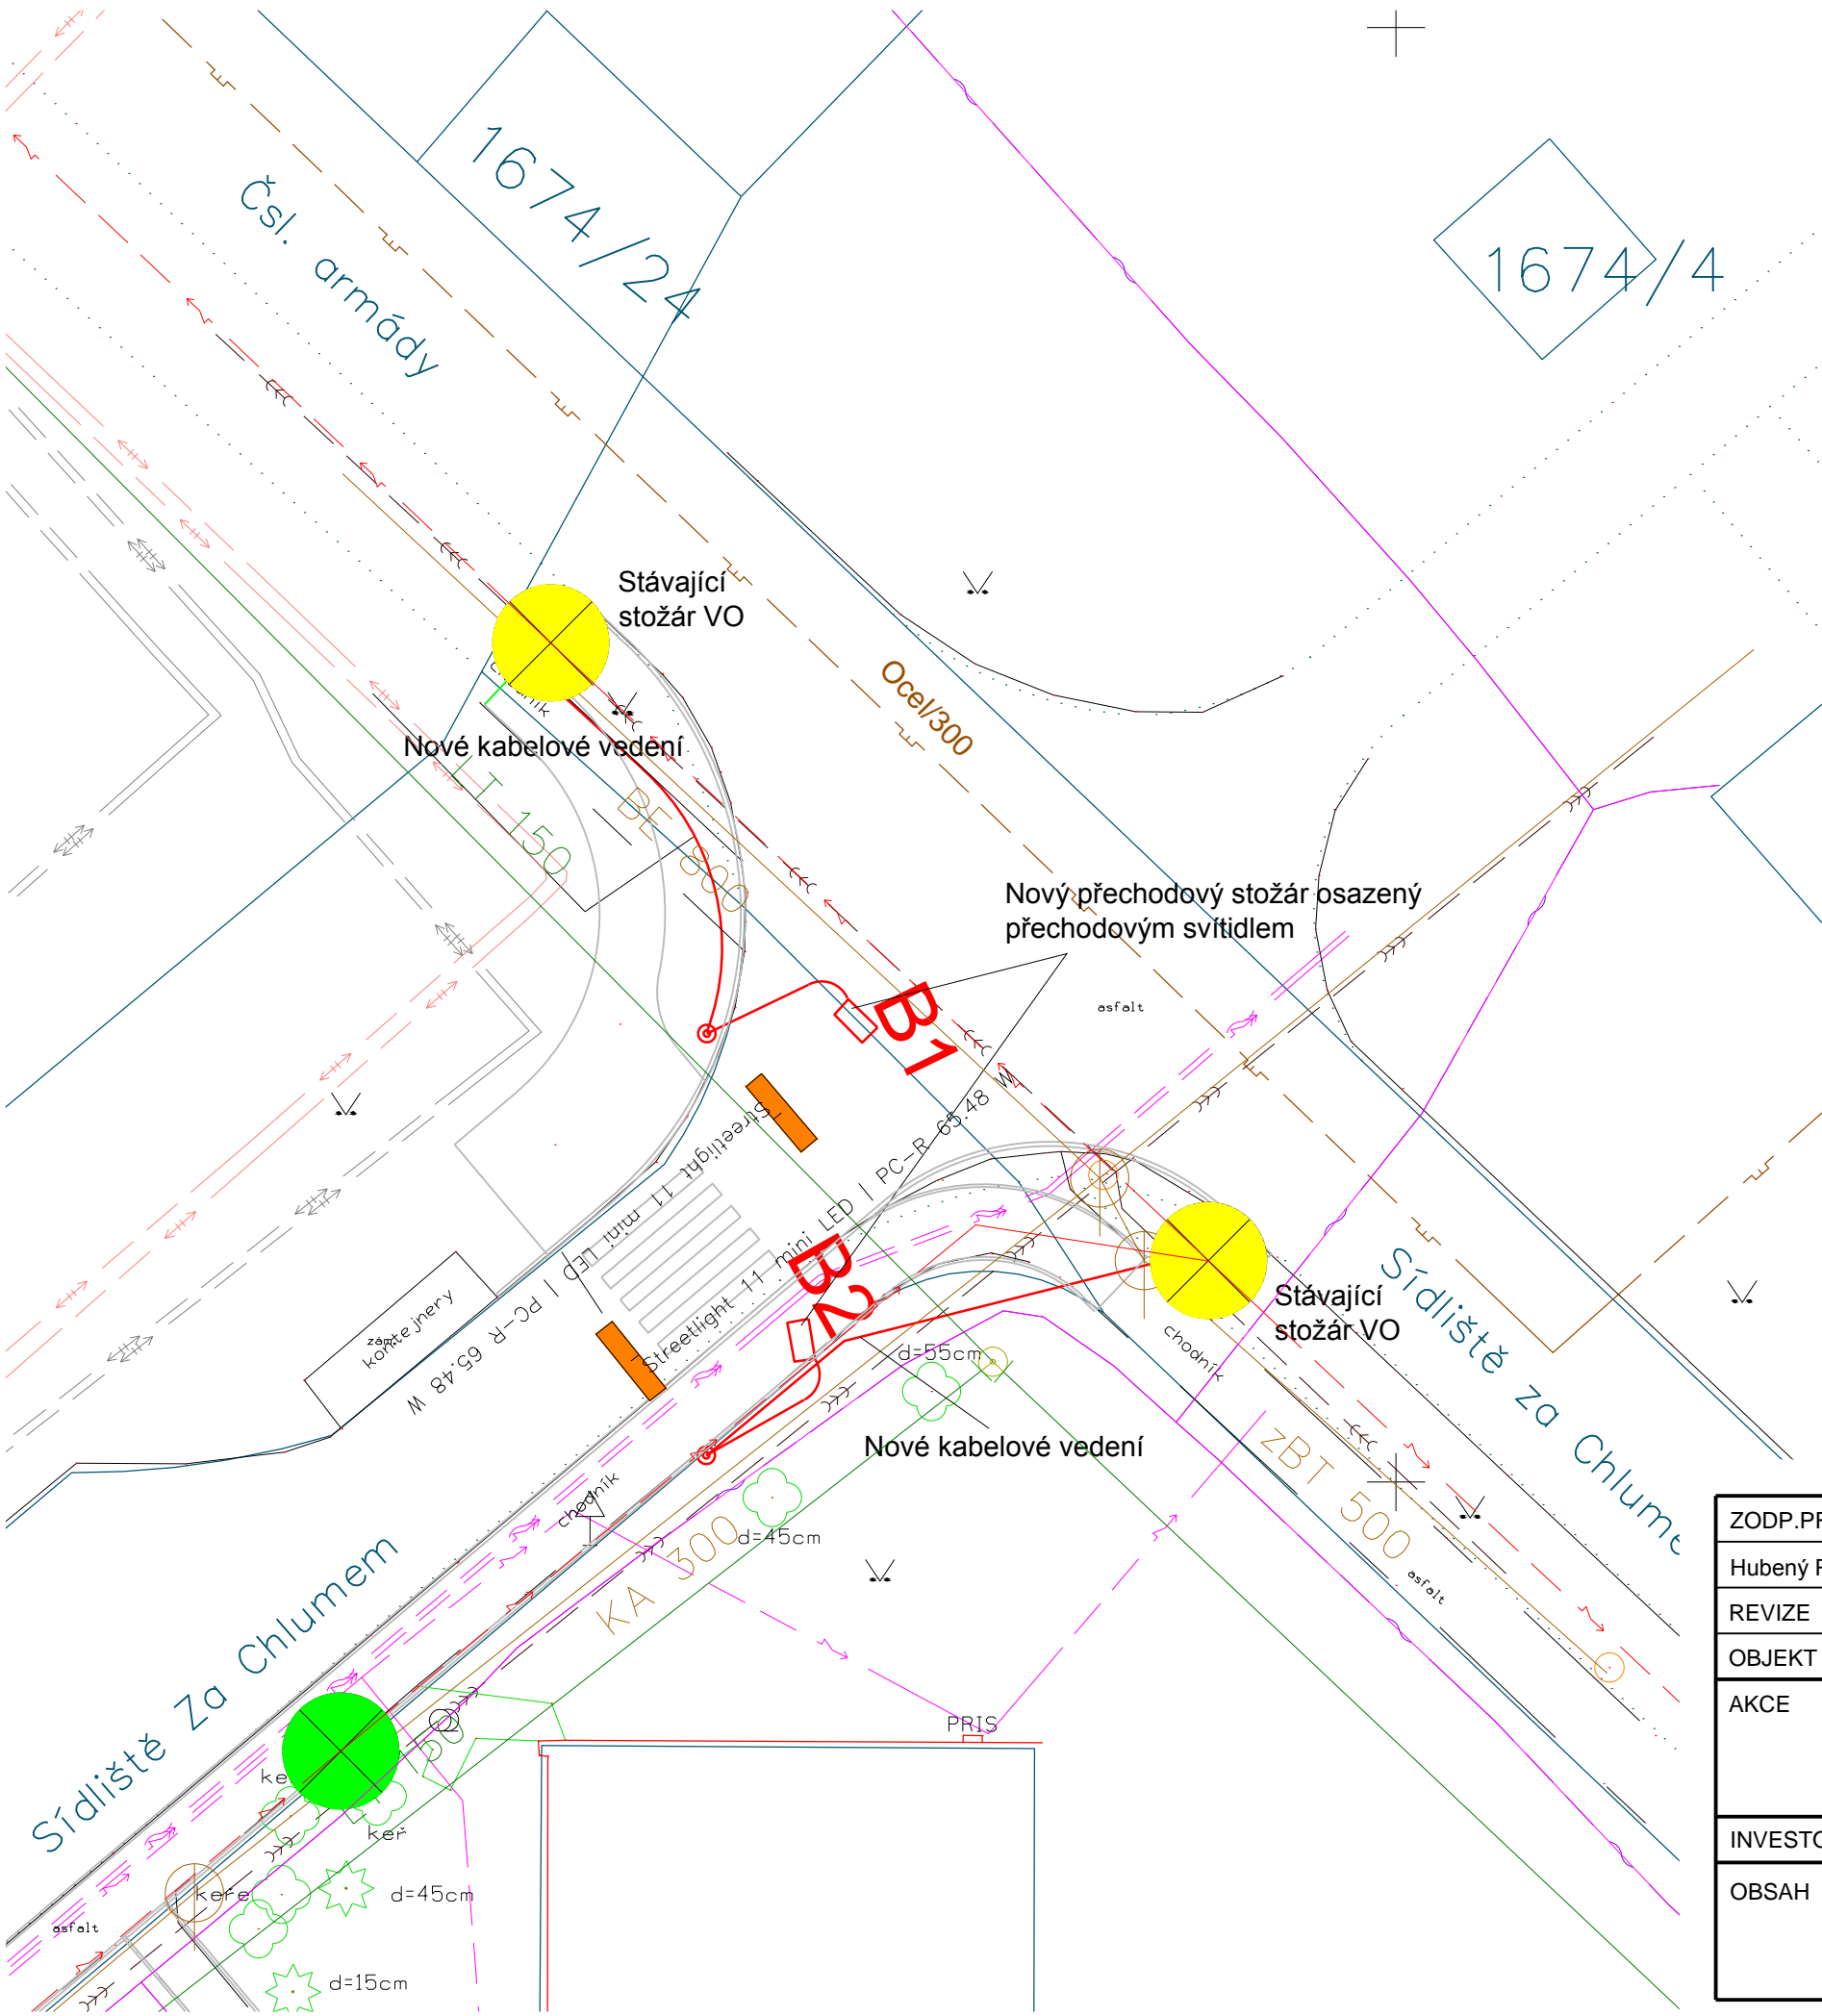 1674/24
1674/4
Čsl. armády
Stávající
stožár VO
Ocel/300
Nové kabelové vedení
LT 150
BE 800
Nový přechodový stožár osazený
přechodovým svítidlem
asfalt
B1
Streetlight 11 mini LED | PC-R 65.48 W
Streetlight 11 mini LED | PC-R 65.48 W
B2
kontejnery
Stávající
stožár VO
chodník
d=55cm
Sídliště za Chlume
Nové kabelové vedení
zBT 500
chodník
d=45cm
KA 300
asfalt
Sídliště Za Chlumem
PRIS
keř
keře
d=45cm
asfalt
d=15cm
ZODP.PR
Hubený
REVIZE
OBJEKT
AKCE
INVESTO
OBSAH